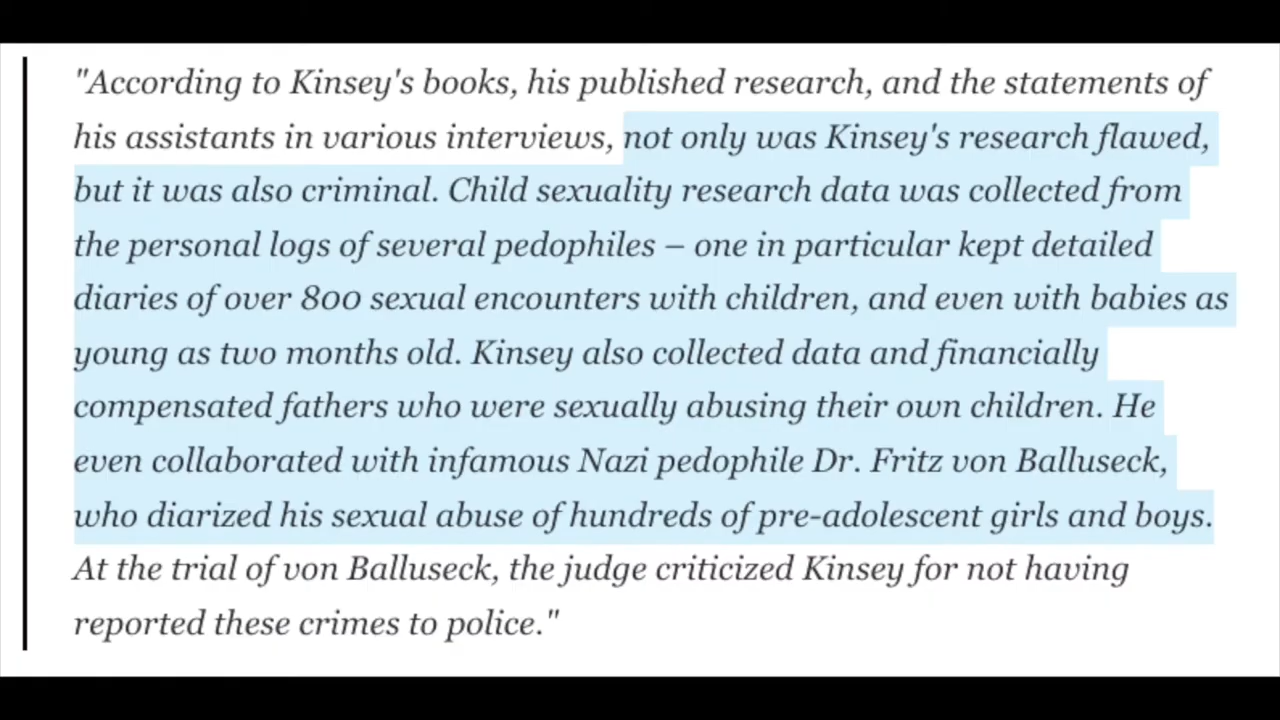 "According to Kinsey's books, his published research, and the statements of
his assistants in various interviews, not only was Kinsey's research flawed,
but it was also criminal. Child sexuality research data was collected from
the personal logs of several pedophiles – one in particular kept detailed
diaries of over 800 sexual encounters with children, and even with babies as
young as two months old. Kinsey also collected data and financially
compensated fathers who were sexually abusing their own children. He
even collaborated with infamous Nazi pedophile Dr. Fritz von Balluseck,
who diarized his sexual abuse of hundreds of pre-adolescent girls and boys.
At the trial of von Balluseck, the judge criticized Kinsey for not having
reported these crimes to police."